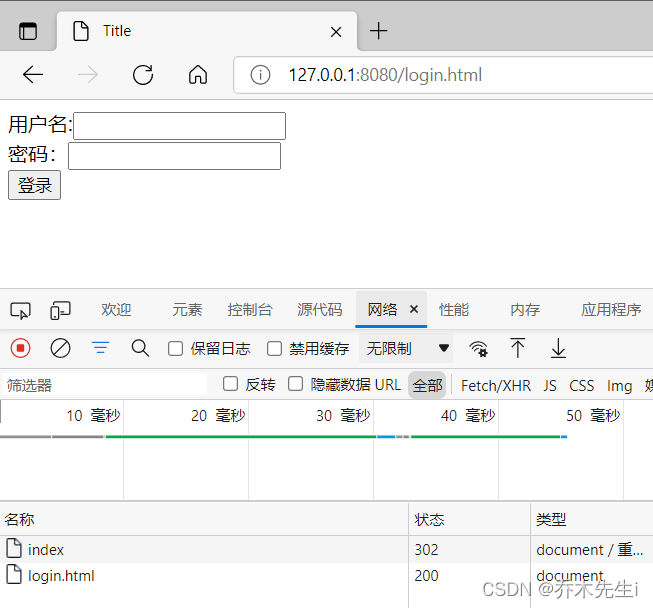 Title
127.0.0.1:8080/login.html
用户名:
密码：
登录
欢迎 元素 控制台 源代码 网络 性能 内存 应用程序
保留日志 禁用缓存 无限制
筛选器 反转 隐藏数据 URL 全部 Fetch/XHR JS CSS Img
10 毫秒 20 毫秒 30 毫秒 40 毫秒 50 毫秒
名称 状态 类型
index 302 document / 重...
login.html 200 document
CSDN @乔木先生i